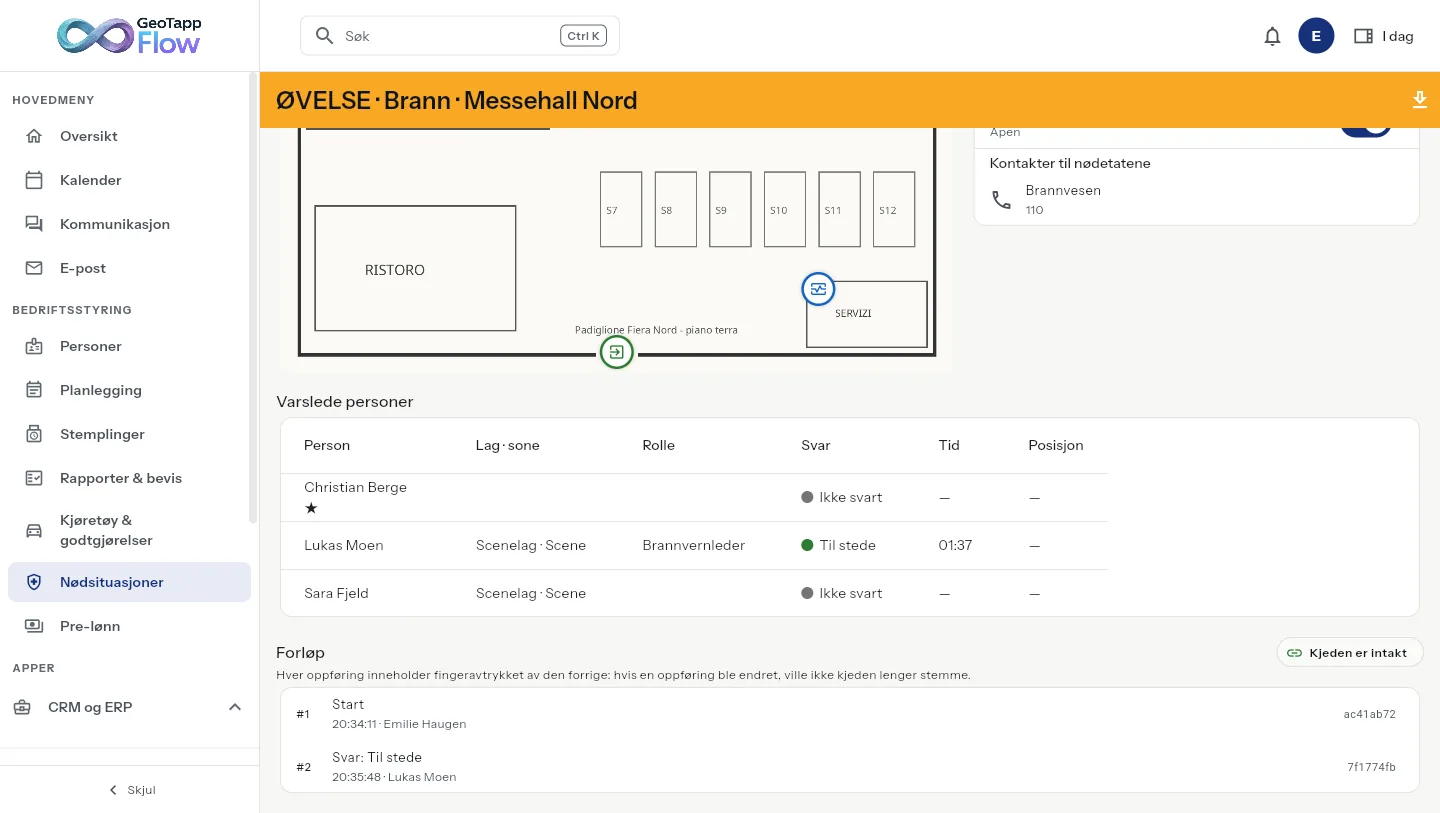 GeoTapp
Flow
Søk
Ctrl K
E
I dag
HOVEDMENY
Oversikt
Kalender
Kommunikasjon
E-post
BEDRIFTSSTYRING
Personer
Planlegging
Stemplinger
Rapporter & bevis
Kjøretøy &
godtgjørelser
Nødsituasjoner
Pre-lønn
APPER
CRM og ERP
Skjul
ØVELSE · Brann · Messehall Nord
S7
S8
S9
S10
S11
S12
RISTORO
SERVIZI
Padiglione Fiera Nord - piano terra
Åpen
Kontakter til nødetatene
Brannvesen
110
Varslede personer
Person Lag · sone Rolle Svar Tid Posisjon
Christian Berge ★ Ikke svart — —
Lukas Moen Scenelag · Scene Brannvernleder Til stede 01:37 —
Sara Fjeld Scenelag · Scene Ikke svart — —
Forløp
Kjeden er intakt
Hver oppføring inneholder fingeravtrykket av den forrige: hvis en oppføring ble endret, ville ikke kjeden lenger stemme.
#1 Start ac41ab72
20:34:11 · Emilie Haugen
#2 Svar: Til stede 7f1774fb
20:35:48 · Lukas Moen